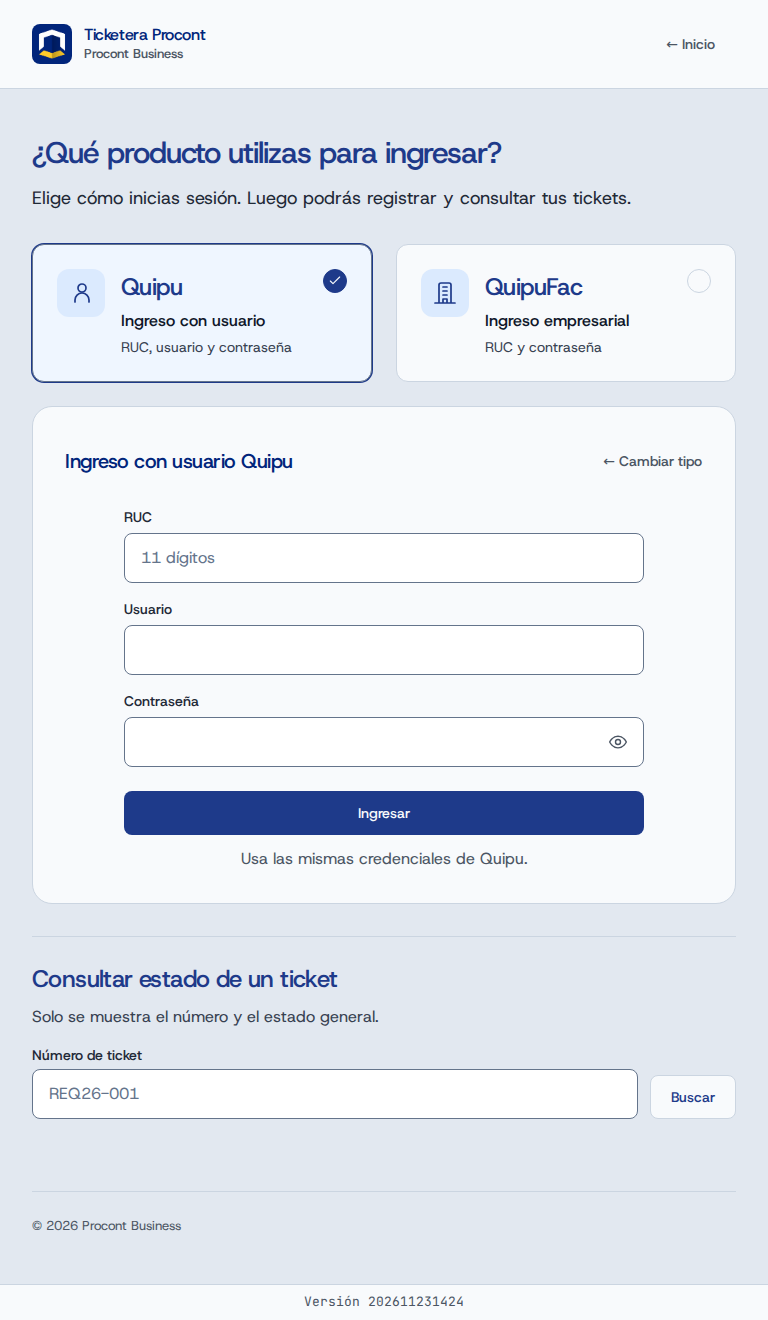 Ticketera Procont
Procont Business
← Inicio
¿Qué producto utilizas para ingresar?
Elige cómo inicias sesión. Luego podrás registrar y consultar tus tickets.
Quipu
Ingreso con usuario
RUC, usuario y contraseña
QuipuFac
Ingreso empresarial
RUC y contraseña
Ingreso con usuario Quipu
← Cambiar tipo
RUC
11 dígitos
Usuario
Contraseña
Ingresar
Usa las mismas credenciales de Quipu.
Consultar estado de un ticket
Solo se muestra el número y el estado general.
Número de ticket
REQ26-001
Buscar
© 2026 Procont Business
Versión 202611231424